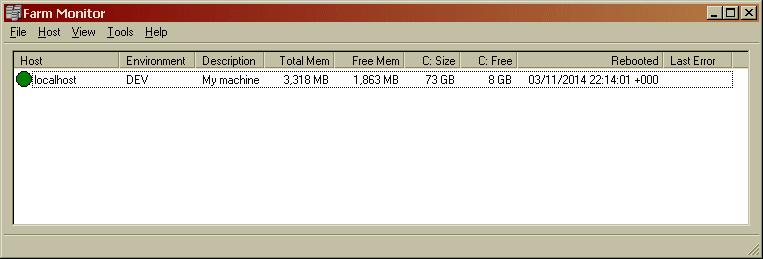 Farm Monitor
File Host View Tools Help
Host Environment Description Total Mem Free Mem C: Size C: Free Rebooted Last Error
localhost DEV My machine 3,318 MB 1,863 MB 73 GB 8 GB 03/11/2014 22:14:01 +000